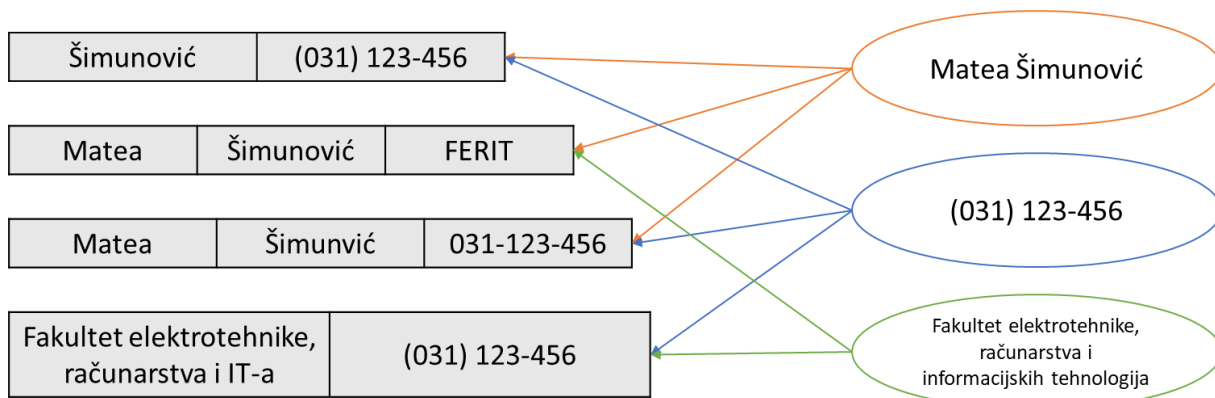 Šimunović (031) 123-456
Matea Šimunović FERIT
Matea Šimunvić 031-123-456
Fakultet elektrotehnike,
računarstva i IT-a
(031) 123-456
Matea Šimunović
(031) 123-456
Fakultet elektrotehnike,
računarstva i
informacijskih tehnologija